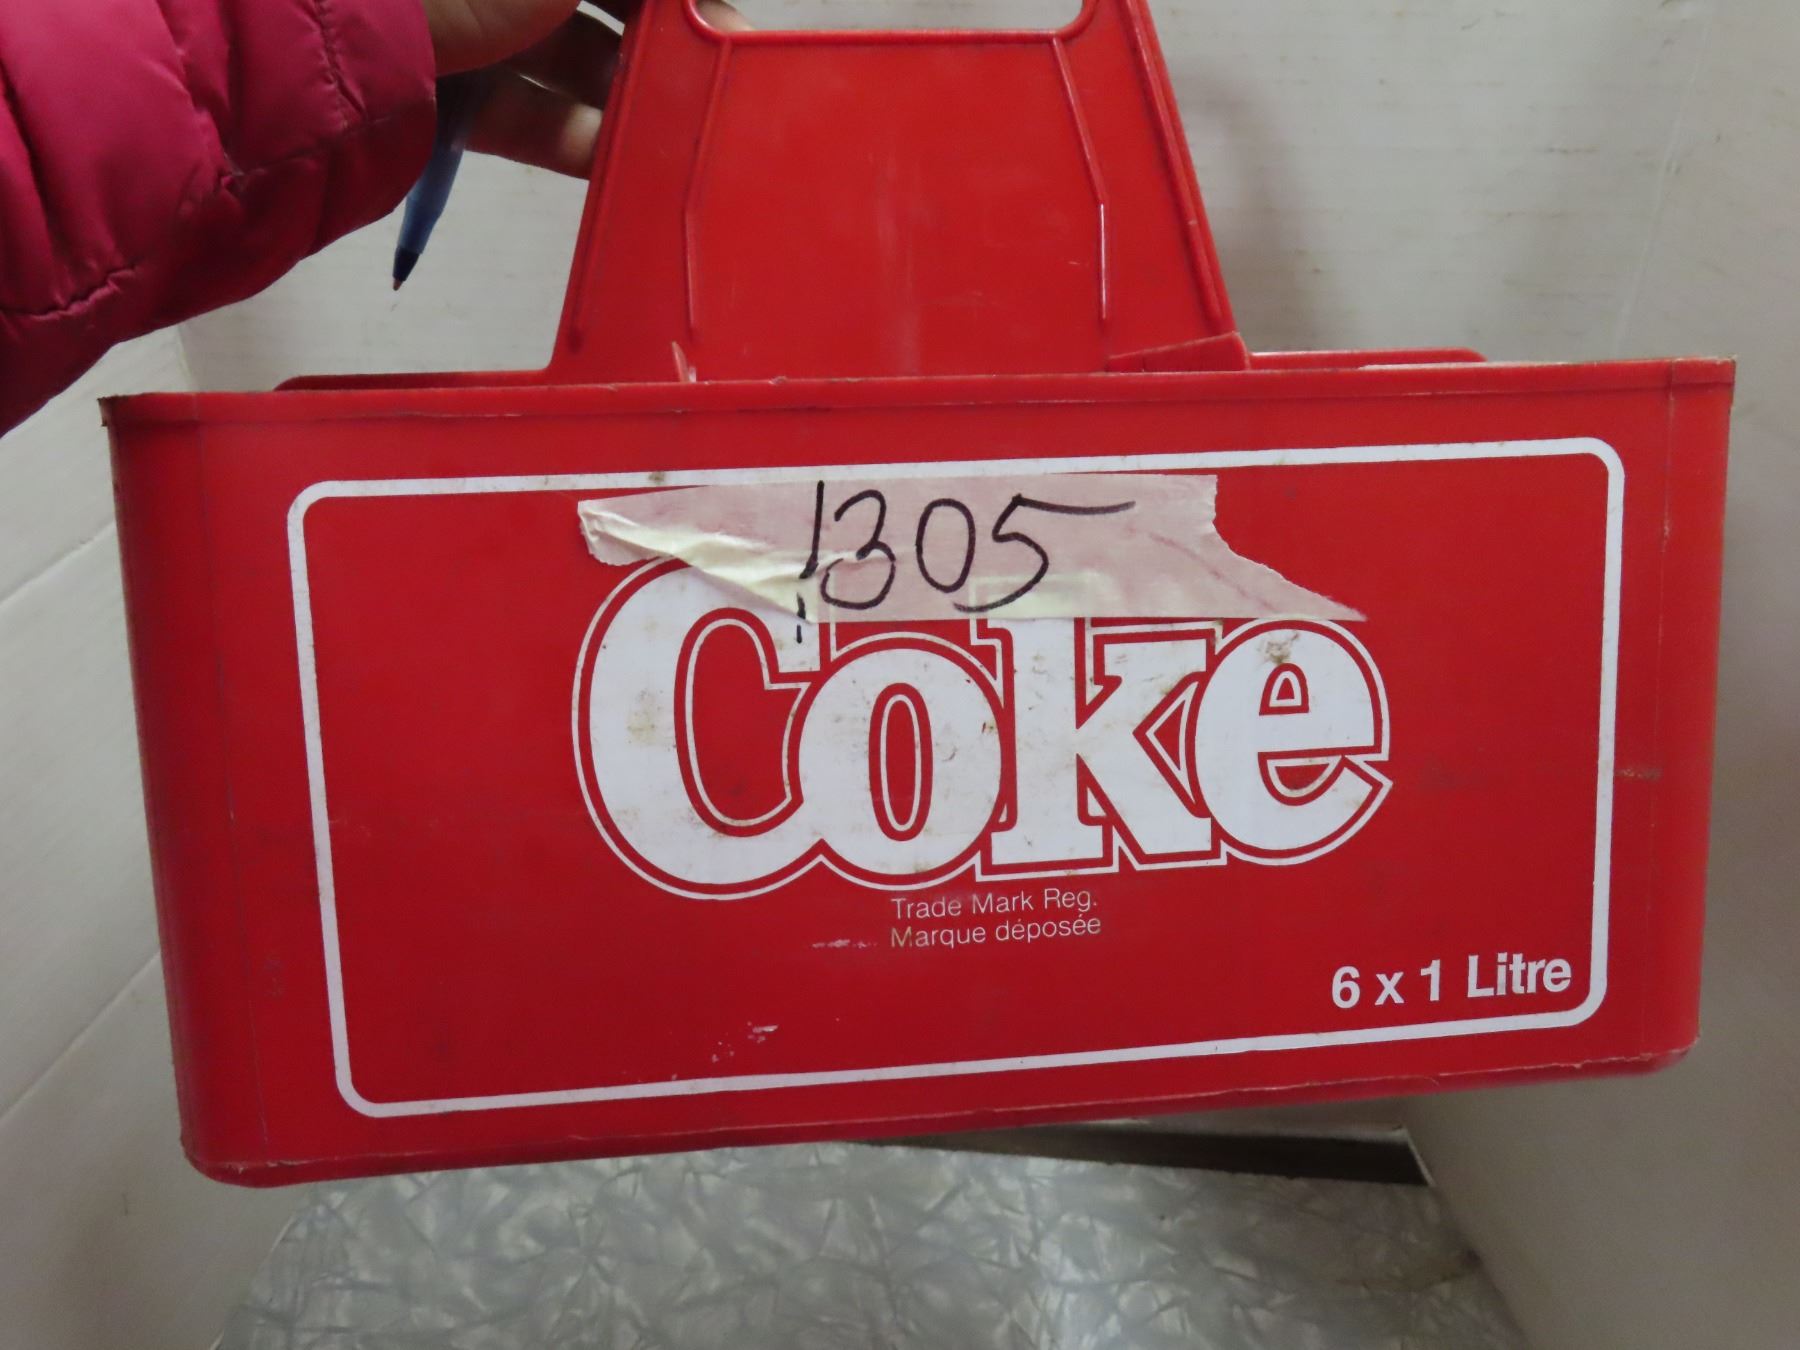 1305
Coke
Trade Mark Reg.
Marque déposée
6 x 1 Litre